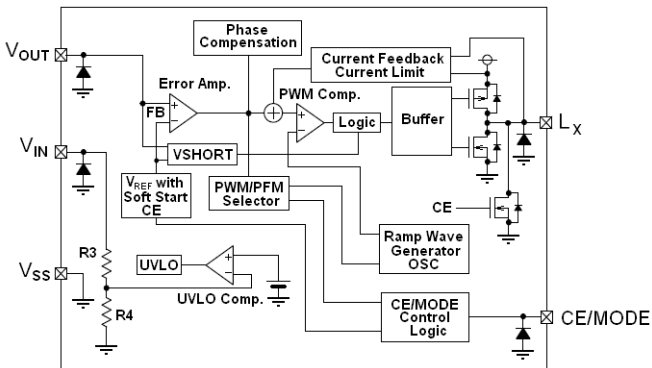 Phase
Compensation
VOUT
Current Feedback
Current Limit
Error Amp.
PWM Comp.
+
-
FB
+
+
-
Logic
Buffer
LX
VIN
VSHORT
VREF with
Soft Start
CE
PWM/PFM
Selector
CE
R3
Ramp Wave
Generator
OSC
UVLO
+
-
VSS
UVLO Comp.
R4
CE/MODE
Control
Logic
CE/MODE